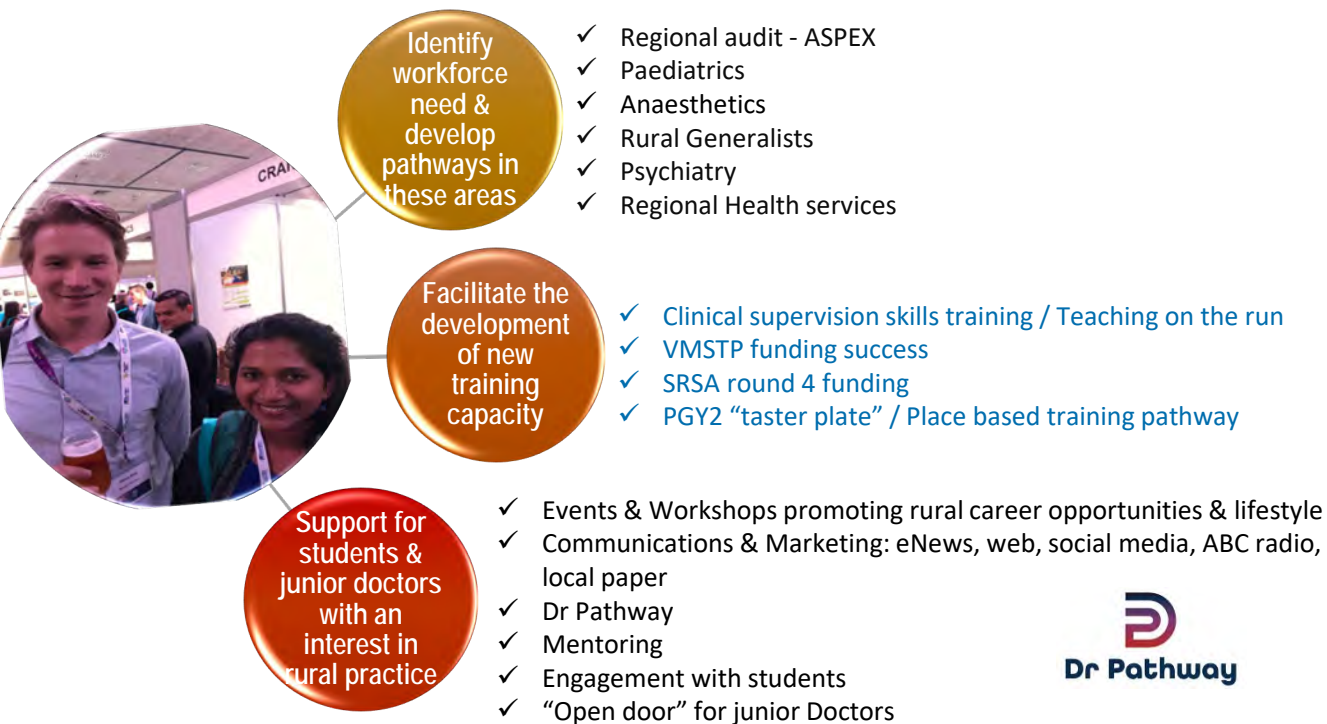 Identify
workforce
need &
develop
pathways in
these areas
✓ Regional audit - ASPEX
✓ Paediatrics
✓ Anaesthetics
✓ Rural Generalists
✓ Psychiatry
✓ Regional Health services
CRAN
Facilitate the
development
of new
training
capacity
✓ Clinical supervision skills training / Teaching on the run
✓ VMSTP funding success
✓ SRSA round 4 funding
✓ PGY2 “taster plate” / Place based training pathway
Support for
students &
junior doctors
with an
interest in
rural practice
✓ Events & Workshops promoting rural career opportunities & lifestyle
✓ Communications & Marketing: eNews, web, social media, ABC radio,
local paper
✓ Dr Pathway
✓ Mentoring
✓ Engagement with students
✓ “Open door” for junior Doctors
Dr Pathway